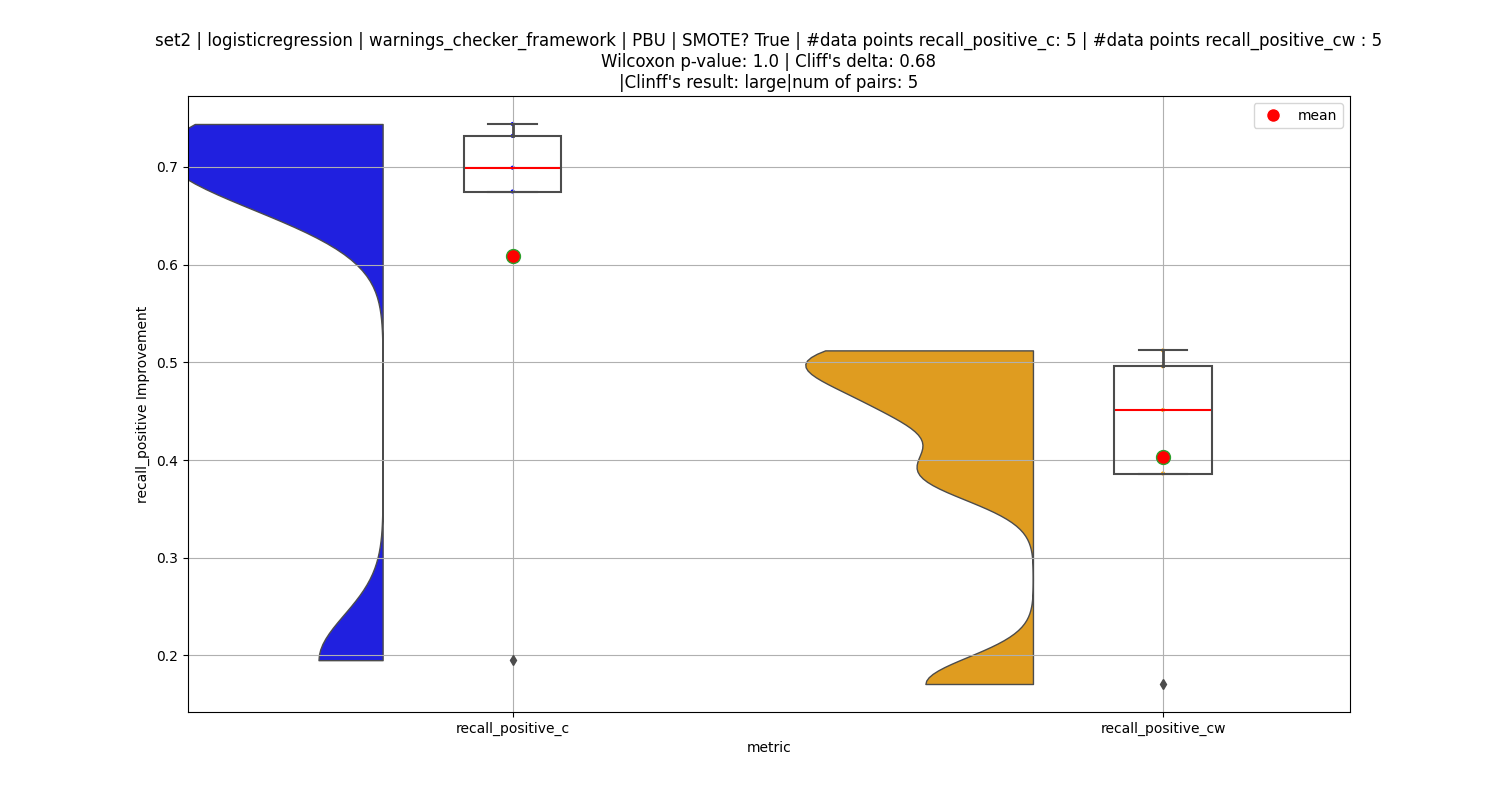 set2 | logisticregression | warnings_checker_framework | PBU | SMOTE? True | #data points recall_positive_c: 5 | #data points recall_positive_cw : 5
Wilcoxon p-value: 1.0 | Cliff's delta: 0.68
|Clinff's result: large|num of pairs: 5
mean
0.7
0.6
0.5
0.4
0.3
0.2
recall_positive Improvement
recall_positive_c
recall_positive_cw
metric